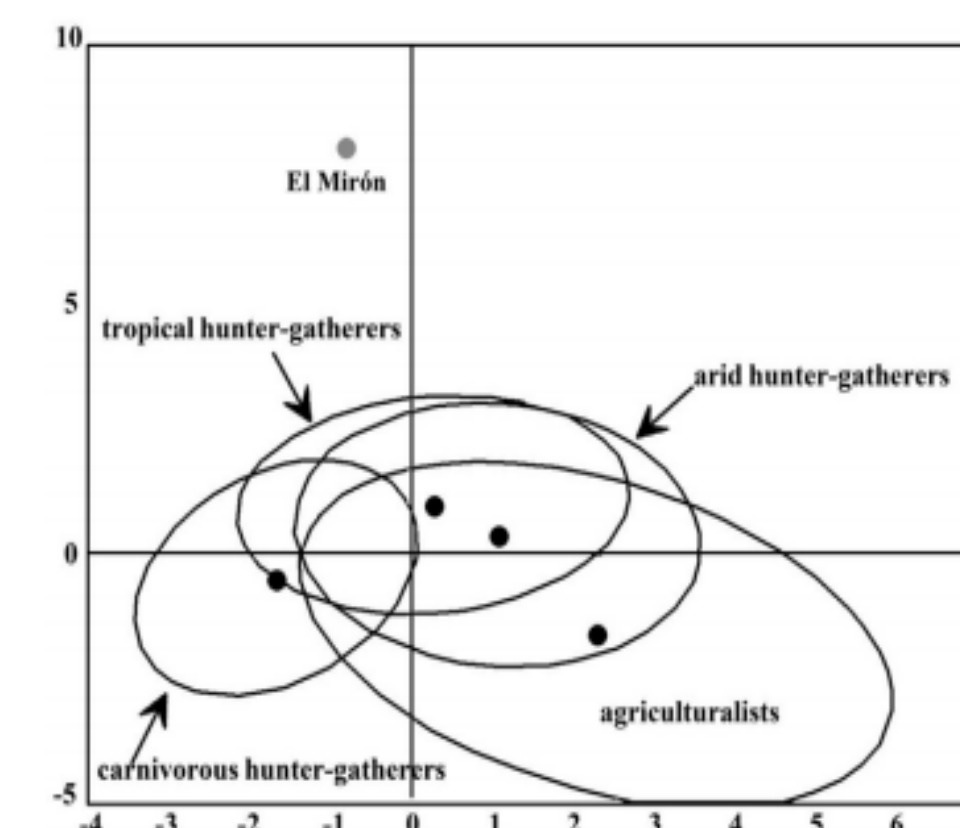 10
El Mirón
5
tropical hunter-gatherers
arid hunter-gatherers
0
agriculturalists
carnivorous hunter-gatherers
-5
-4 -3 -2 -1 0 1 2 3 4 5 6